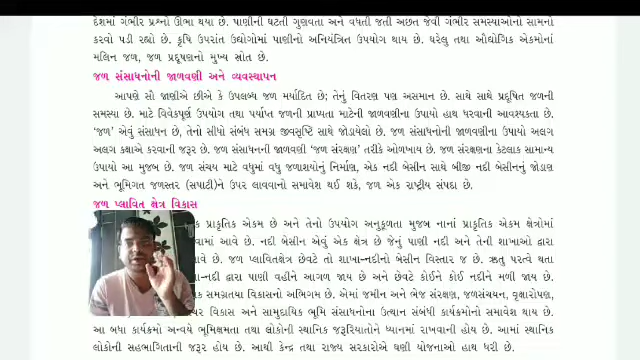 દેશમાં ગંભીર પ્રશ્નો ઊભા થયા છે. પાણીની ઘટતી ગુણવત્તા અને વધતી જતી અછત જેવી ગંભીર સમસ્યાઓનો સામનો
કરવો પડી રહ્યો છે. કૃષિ ઉપરાંત ઉદ્યોગોમાં પાણીનો અનિયંત્રિત ઉપયોગ થાય છે. ઘરેલુ તથા ઔદ્યોગિક એકમોનાં
મલિન જળ, જળ પ્રદૂષણનો મુખ્ય સ્રોત છે.
જળ સંસાધનોની જાળવણી અને વ્યવસ્થાપન
આપણે સૌ જાણીએ છીએ કે ઉપલબ્ધ જળ મર્યાદિત છે; તેનું વિતરણ પણ અસમાન છે. સાથે સાથે પ્રદૂષિત જળની
સમસ્યા છે. માટે વિવેકપૂર્ણ ઉપયોગ તથા પર્યાપ્ત જળની પ્રાપ્યતા માટેની જાળવણીના ઉપાયો હાથ ધરવાની આવશ્યકતા છે.
'જળ' એવું સંસાધન છે, તેનો સીધો સંબંધ સમગ્ર જીવસૃષ્ટિ સાથે જોડાયેલો છે. જળ સંસાધનોની જાળવણીના ઉપાયો અલગ
અલગ કક્ષાએ કરવાની જરૂર છે. જળ સંસાધનની જાળવણી 'જળ સંરક્ષણ' તરીકે ઓળખાય છે. જળ સંરક્ષણના કેટલાક સામાન્ય
ઉપાયો આ મુજબ છે. જળ સંચય માટે વધુમાં વધુ જળાશયોનું નિર્માણ, એક નદી બેસીન સાથે બીજી નદી બેસીનનું જોડાણ
અને ભૂમિગત જળસ્તર (સપાટી)ને ઉપર લાવવાનો સમાવેશ થઈ શકે, જળ એક રાષ્ટ્રીય સંપદા છે.
જળ પ્લાવિત ક્ષેત્ર વિકાસ
પ્રાકૃતિક એકમ છે અને તેનો ઉપયોગ અનુકૂળતા મુજબ નાનાં પ્રાકૃતિક એકમ ક્ષેત્રોમાં
આવે છે. નદી બેસીન એવું એક ક્ષેત્ર છે જેનું પાણી નદી અને તેની શાખાઓ દ્વારા
છે. જળ પ્લાવિતક્ષેત્ર છેવટે તો શાખા-નદીનો બેસીન વિસ્તાર જ છે. ઋતુ પરત્વે થતા
નદી દ્વારા પાણી વહીને આગળ જાય છે અને છેવટે કોઈને કોઈ નદીને મળી જાય છે.
સમગ્રતયા વિકાસનો અભિગમ છે. એમાં જમીન અને ભેજ સંરક્ષણ, જળસંચયન, વૃક્ષારોપણ,
વિકાસ અને સામુદાયિક ભૂમિ સંસાધનોના ઉત્થાન સંબંધી કાર્યક્રમોનો સમાવેશ થાય છે.
આ બધા કાર્યક્રમો અન્વયે ભૂમિક્ષમતા તથા લોકોની સ્થાનિક જરૂરિયાતોને ધ્યાનમાં રાખવાની હોય છે. આમાં સ્થાનિક
લોકોની સહભાગિતાની જરૂર હોય છે. આથી કેન્દ્ર તથા રાજ્ય સરકારોએ ઘણી યોજનાઓ હાથ ધરી છે.